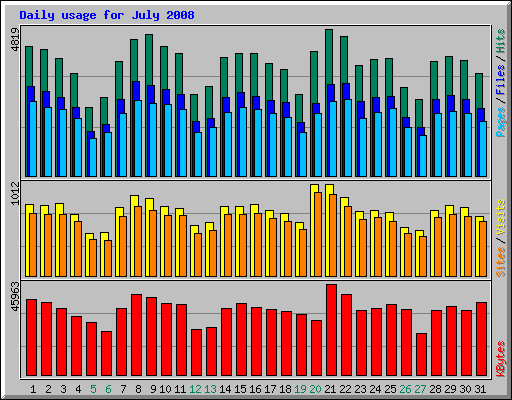 Daily usage for July 2008
4819
Pages / Files / Hits
1012
Sites / Visits
45963
KBytes
1 2 3 4 5 6 7 8 9 10 11 12 13 14 15 16 17 18 19 20 21 22 23 24 25 26 27 28 29 30 31